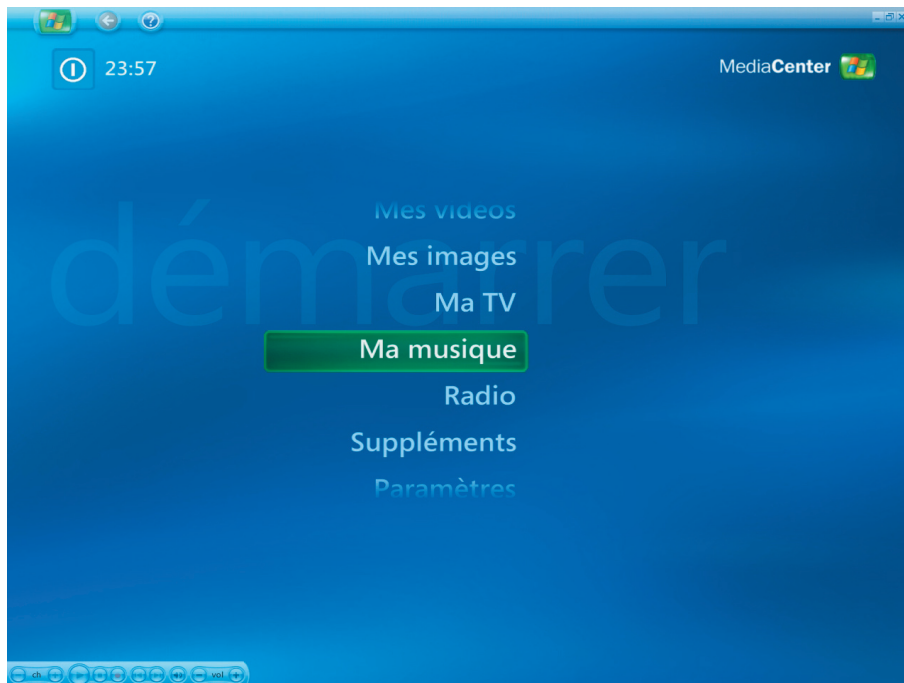 23:57
MediaCenter
démarrer
Mes vidéos
Mes images
Ma TV
Ma musique
Radio
Suppléments
Paramètres
ch
vol